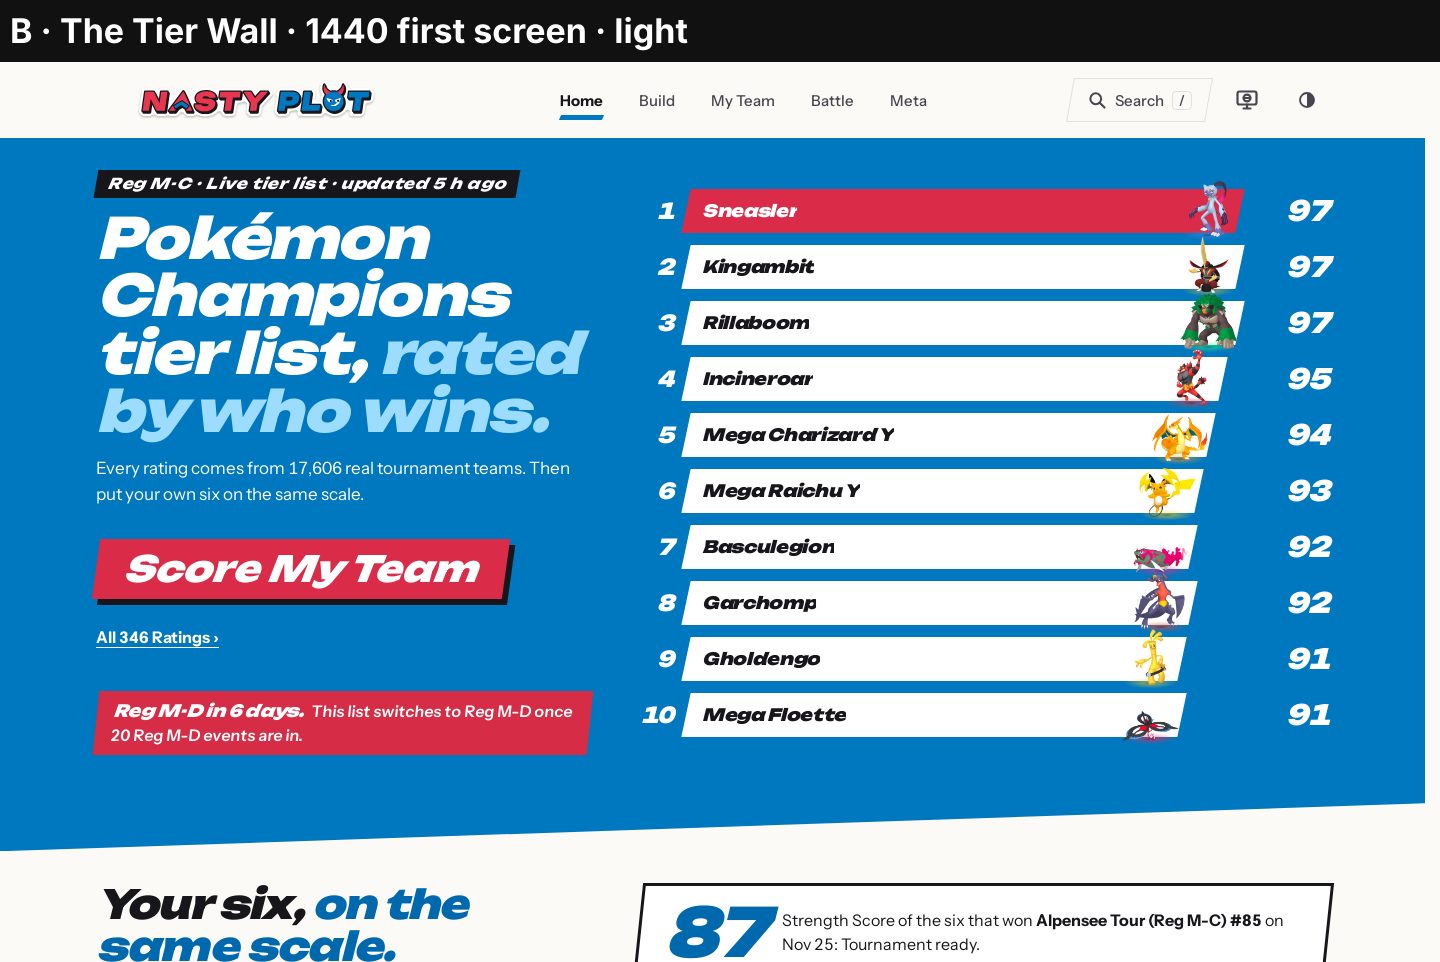 B · The Tier Wall · 1440 first screen · light
NASTY PLOT
Home
Build
My Team
Battle
Meta
Search /
Reg M-C · Live tier list · updated 5 h ago
Pokémon
Champions
tier list, rated
by who wins.
Every rating comes from 17,606 real tournament teams. Then
put your own six on the same scale.
Score My Team
All 346 Ratings ›
Reg M-D in 6 days. This list switches to Reg M-D once
20 Reg M-D events are in.
1 Sneasler 97
2 Kingambit 97
3 Rillaboom 97
4 Incineroar 95
5 Mega Charizard Y 94
6 Mega Raichu Y 93
7 Basculegion 92
8 Garchomp 92
9 Gholdengo 91
10 Mega Floette 91
Your six, on the
same scale.
87 Strength Score of the six that won Alpensee Tour (Reg M-C) #85 on
Nov 25: Tournament ready.